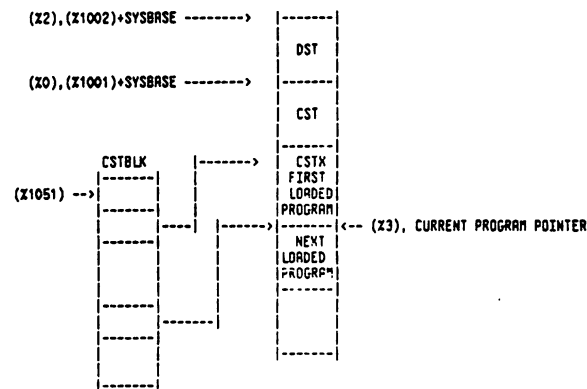 (%2),(%1002)+SYSBASE ---------->
DST
(%0),(%1001)+SYSBASE ---------->
CST
CSTBLK
CSTX
FIRST
(%1051) -->
LOADED
PROGRAM
<-- (%3), CURRENT PROGRAM POINTER
NEXT
LOADED
PROGRAM